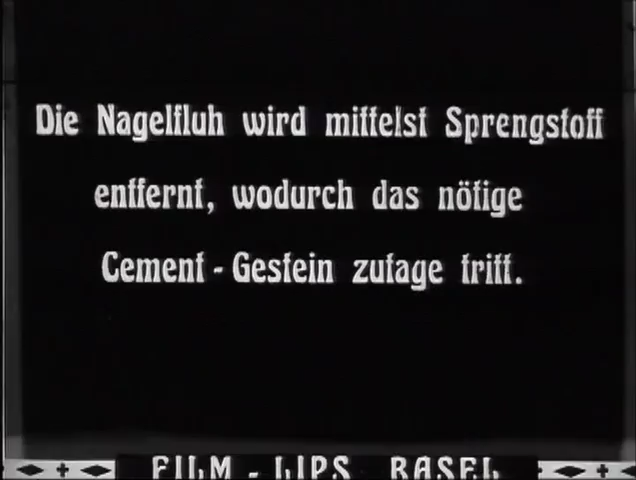 Die Nagelfluh wird mittelst Sprengstoff
entfernt, wodurch das nötige
Cement - Gestein zutage tritt.
FILM - LIPS BASEL